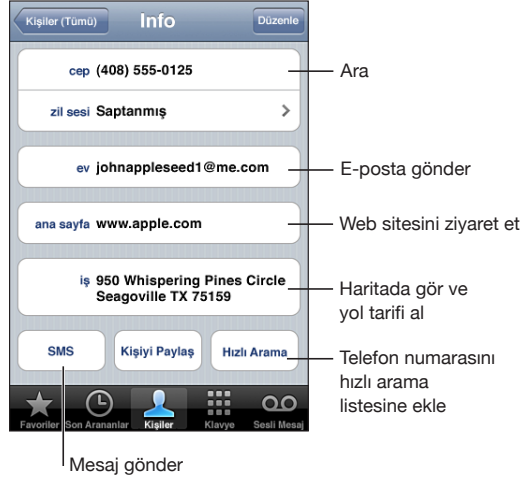 Kişiler (Tümü) Info Düzenle
cep (408) 555-0125
Ara
zil sesi Saptanmış
ev johnappleseed1@me.com
E-posta gönder
ana sayfa www.apple.com
Web sitesini ziyaret et
iş 950 Whispering Pines Circle
Seagoville TX 75159
Haritada gör ve
yol tarifi al
SMS Kişiyi Paylaş Hızlı Arama
Telefon numarasını
hızlı arama
listesine ekle
Favoriler Son Arananlar Kişiler Klavye Sesli Mesaj
Mesaj gönder